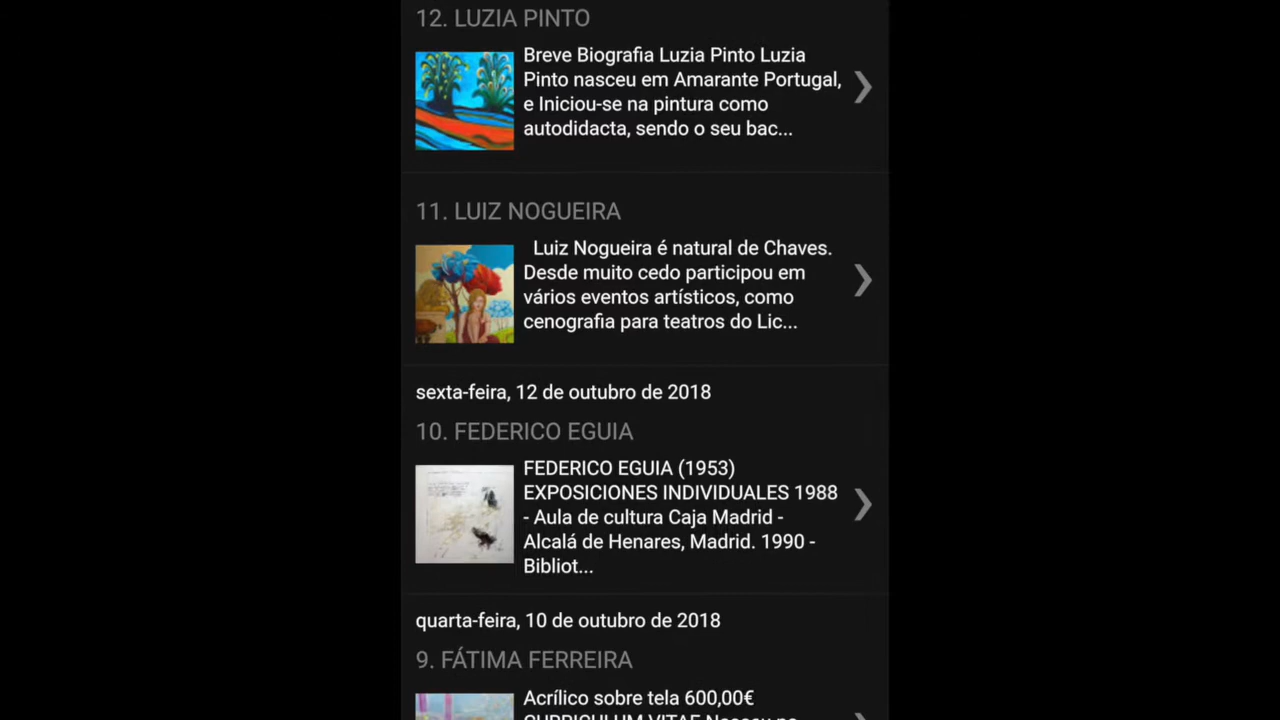 12. LUZIA PINTO
Breve Biografia Luzia Pinto Luzia
Pinto nasceu em Amarante Portugal,
e Iniciou-se na pintura como
autodidacta, sendo o seu bac...
11. LUIZ NOGUEIRA
Luiz Nogueira é natural de Chaves.
Desde muito cedo participou em
vários eventos artísticos, como
cenografia para teatros do Lic...
sexta-feira, 12 de outubro de 2018
10. FEDERICO EGUIA
FEDERICO EGUIA (1953)
EXPOSICIONES INDIVIDUALES 1988
- Aula de cultura Caja Madrid -
Alcalá de Henares, Madrid. 1990 -
Bibliot...
quarta-feira, 10 de outubro de 2018
9. FÁTIMA FERREIRA
Acrílico sobre tela 600,00€
CURRICULUM VITAE Nasceu no